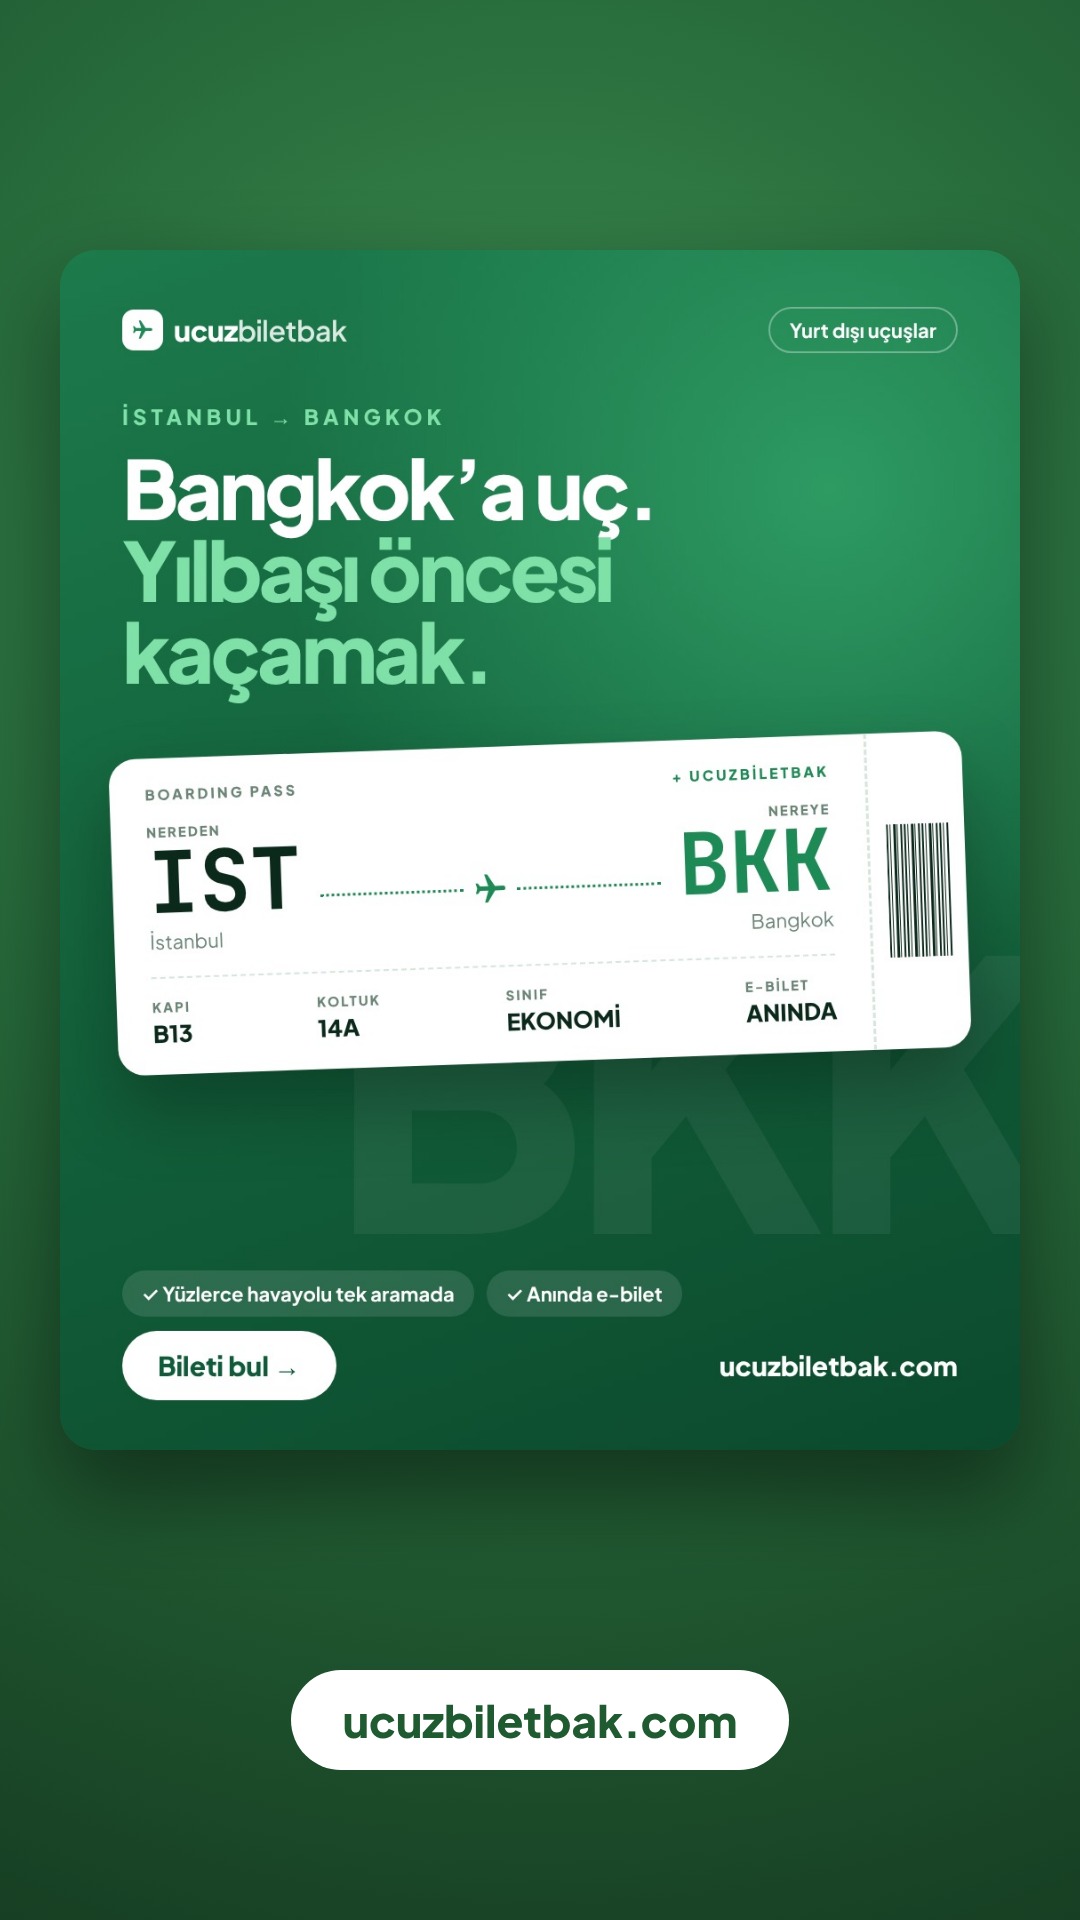 ucuzbiletbak
Yurt dışı uçuşlar
İSTANBUL → BANGKOK
Bangkok’a uç.
Yılbaşı öncesi
kaçamak.
BOARDING PASS
+ UCUZBİLETBAK
NEREDEN
NEREYE
IST
BKK
İstanbul
Bangkok
KAPI
KOLTUK
SINIF
E-BİLET
B13
14A
EKONOMİ
ANINDA
BKK
✓ Yüzlerce havayolu tek aramada
✓ Anında e-bilet
Bileti bul →
ucuzbiletbak.com
ucuzbiletbak.com